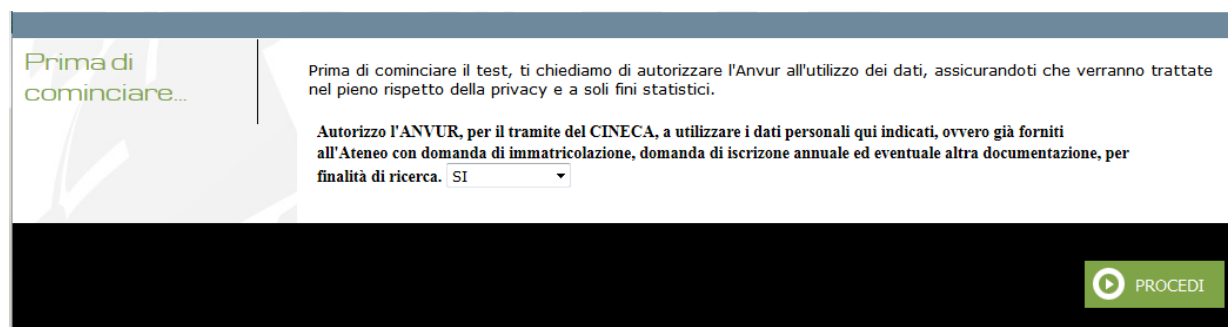 Prima di
cominciare...
Prima di cominciare il test, ti chiediamo di autorizzare l'Anvur all'utilizzo dei dati, assicurandoti che verranno trattate
nel pieno rispetto della privacy e a soli fini statistici.
Autorizzo l'ANVUR, per il tramite del CINECA, a utilizzare i dati personali qui indicati, ovvero già forniti
all'Ateneo con domanda di immatricolazione, domanda di iscrizone annuale ed eventuale altra documentazione, per
finalità di ricerca. SI
PROCEDI